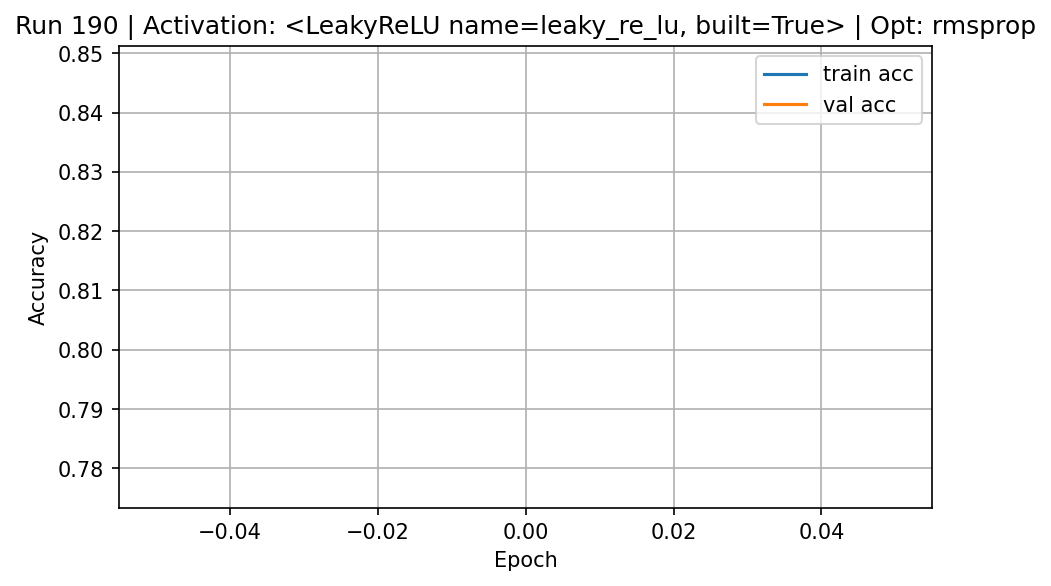 Run 190 | Activation: <LeakyReLU name=leaky_re_lu, built=True> | Opt: rmsprop
train acc
val acc
Accuracy
0.85
0.84
0.83
0.82
0.81
0.80
0.79
0.78
−0.04 −0.02 0.00 0.02 0.04
Epoch